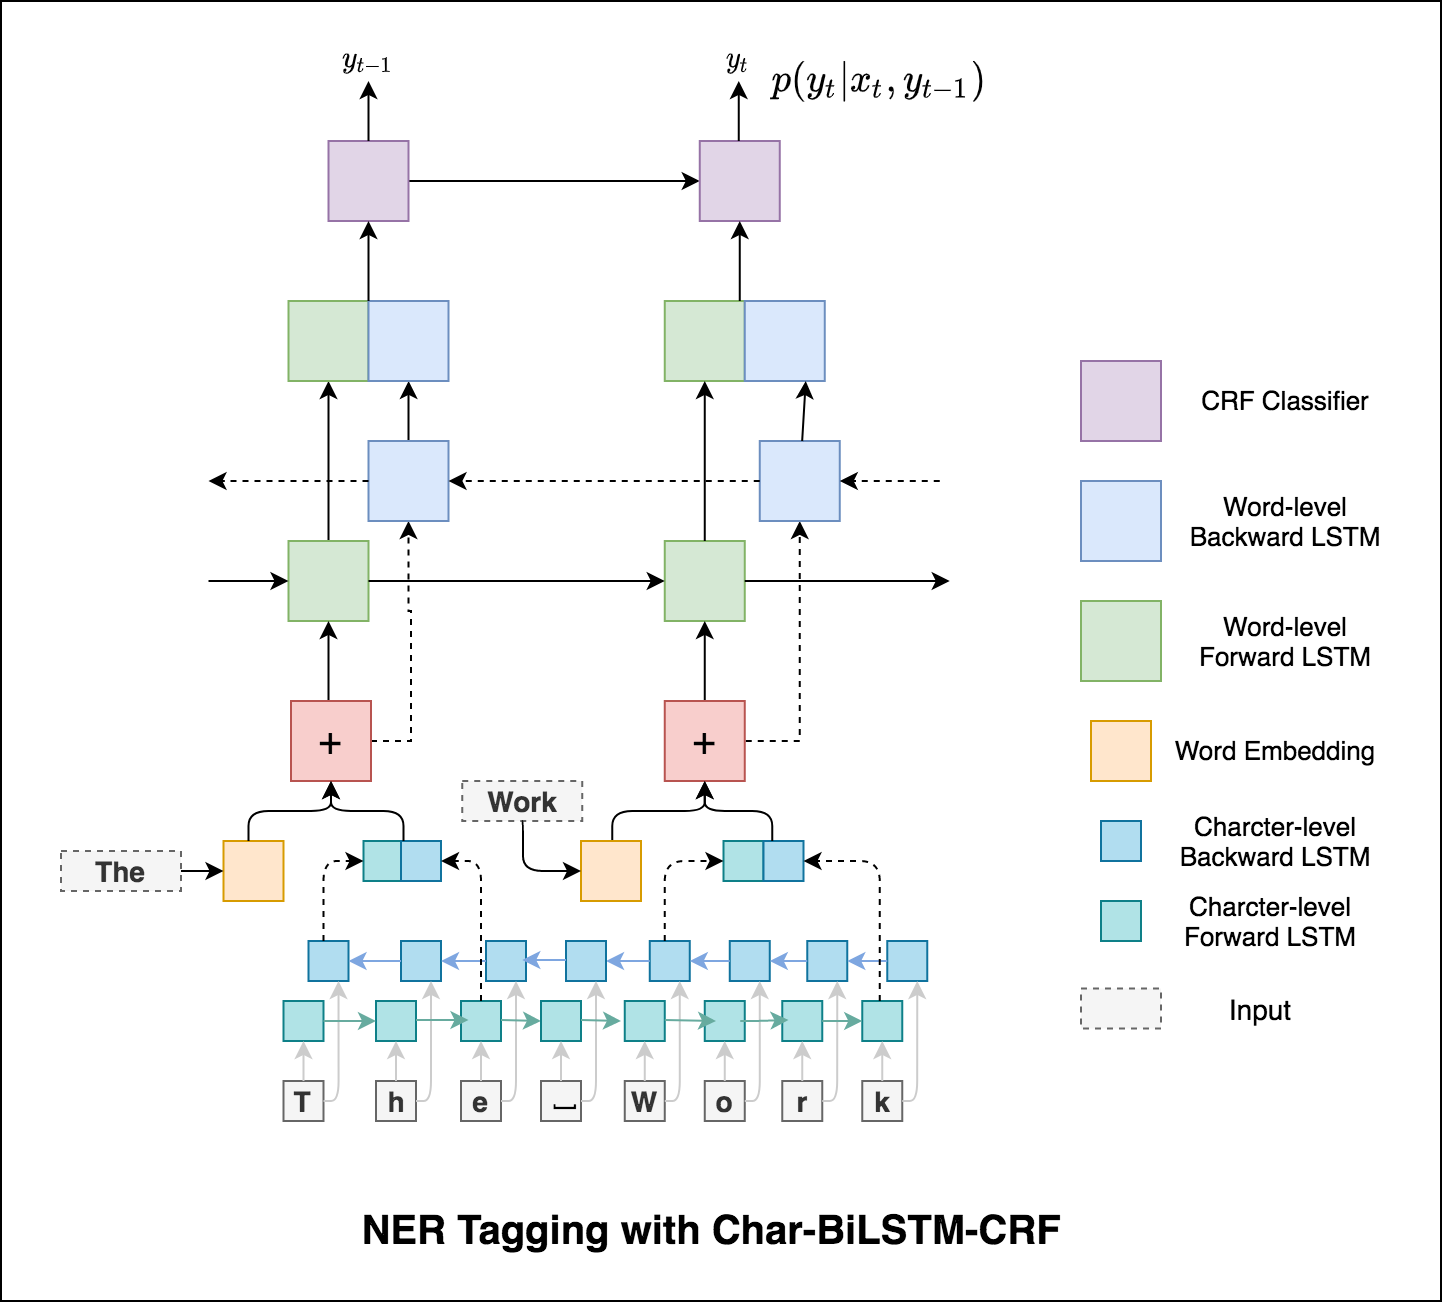 y_{t-1}
y_t
p(y_t|x_t, y_{t-1})
CRF Classifier
Word-level
Backward LSTM
Word-level
Forward LSTM
+
+
Word Embedding
Work
The
Charcter-level
Backward LSTM
Charcter-level
Forward LSTM
Input
T h e ⎵ W o r k
NER Tagging with Char-BiLSTM-CRF